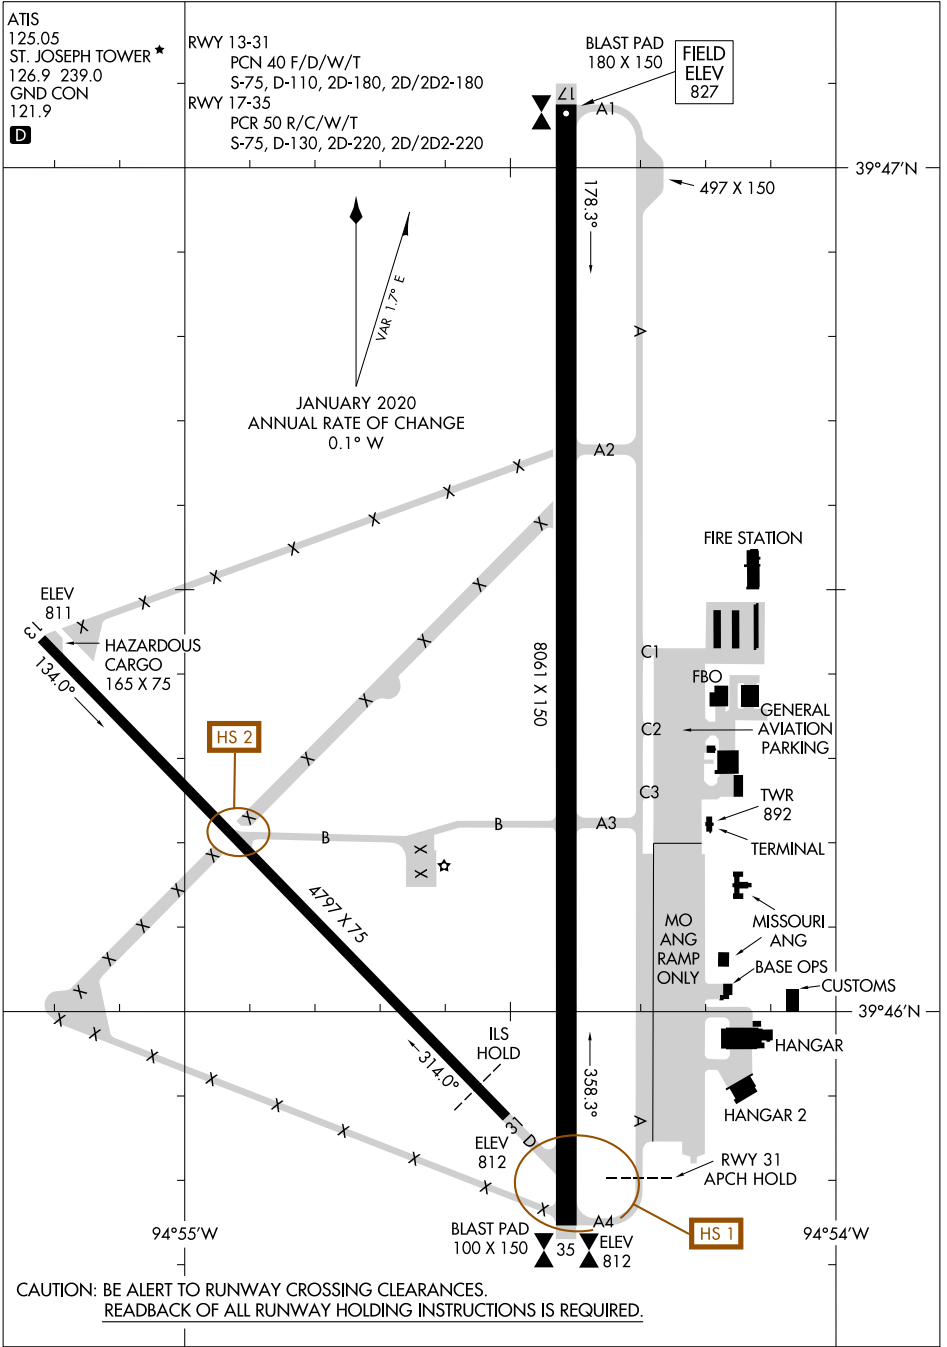 ATIS
125.05
ST. JOSEPH TOWER ★
126.9 239.0
GND CON
121.9
D
RWY 13-31
PCN 40 F/D/W/T
S-75, D-110, 2D-180, 2D/2D2-180
RWY 17-35
PCR 50 R/C/W/T
S-75, D-130, 2D-220, 2D/2D2-220
BLAST PAD
180 X 150
FIELD
ELEV
827
17
A1
39°47'N
497 X 150
178.3°
VAR 1.7° E
A
JANUARY 2020
ANNUAL RATE OF CHANGE
0.1° W
A2
X
X
X
X
X
X
X
X
X
X
X
X
X
X
FIRE STATION
ELEV
811
13
HAZARDOUS
CARGO
165 X 75
134.0°
8061 X 150
C1
FBO
GENERAL
AVIATION
PARKING
C2
HS 2
C3
TWR
892
TERMINAL
B
B
A3
X
X
X
X
X
X
X
4797 X 75
MO
ANG
RAMP
ONLY
MISSOURI
ANG
BASE OPS
CUSTOMS
39°46'N
HANGAR
HANGAR 2
ILS
HOLD
314.0°
358.3°
X
X
X
X
X
X
X
X
X
A
31
D
ELEV
812
RWY 31
APCH HOLD
A4
HS 1
94°55'W
BLAST PAD
100 X 150
35
ELEV
812
94°54'W
CAUTION: BE ALERT TO RUNWAY CROSSING CLEARANCES.
READBACK OF ALL RUNWAY HOLDING INSTRUCTIONS IS REQUIRED.